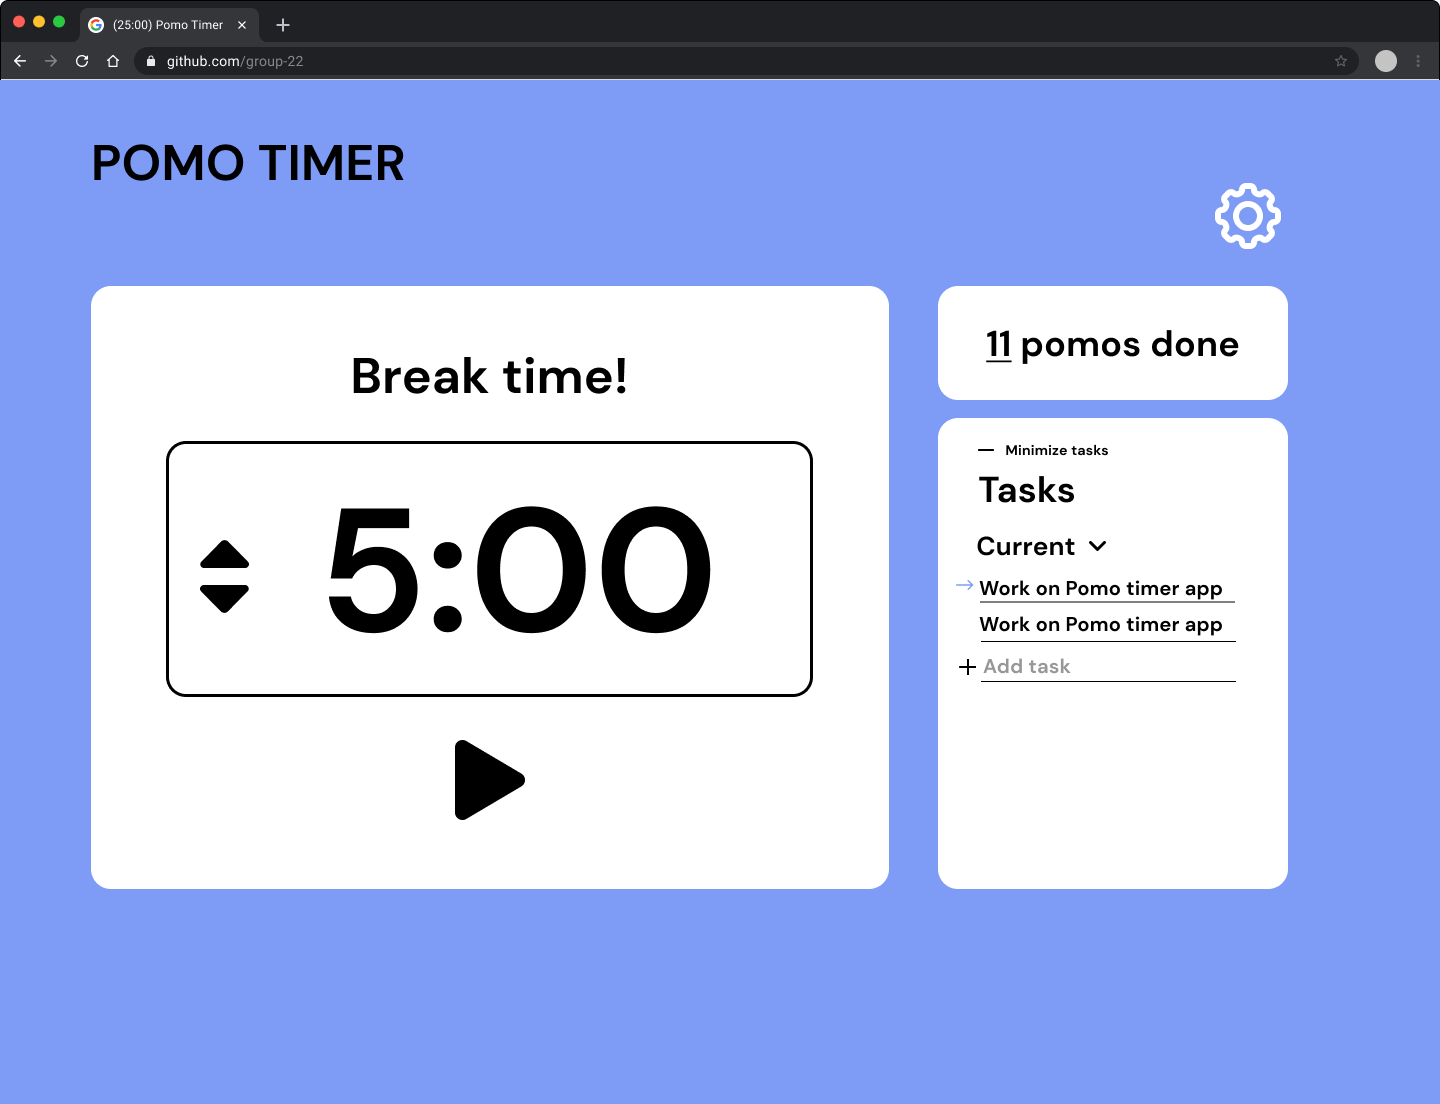 (25:00) Pomo Timer
github.com/group-22
POMO TIMER
Break time!
5:00
11 pomos done
Minimize tasks
Tasks
Current
Work on Pomo timer app
Work on Pomo timer app
Add task